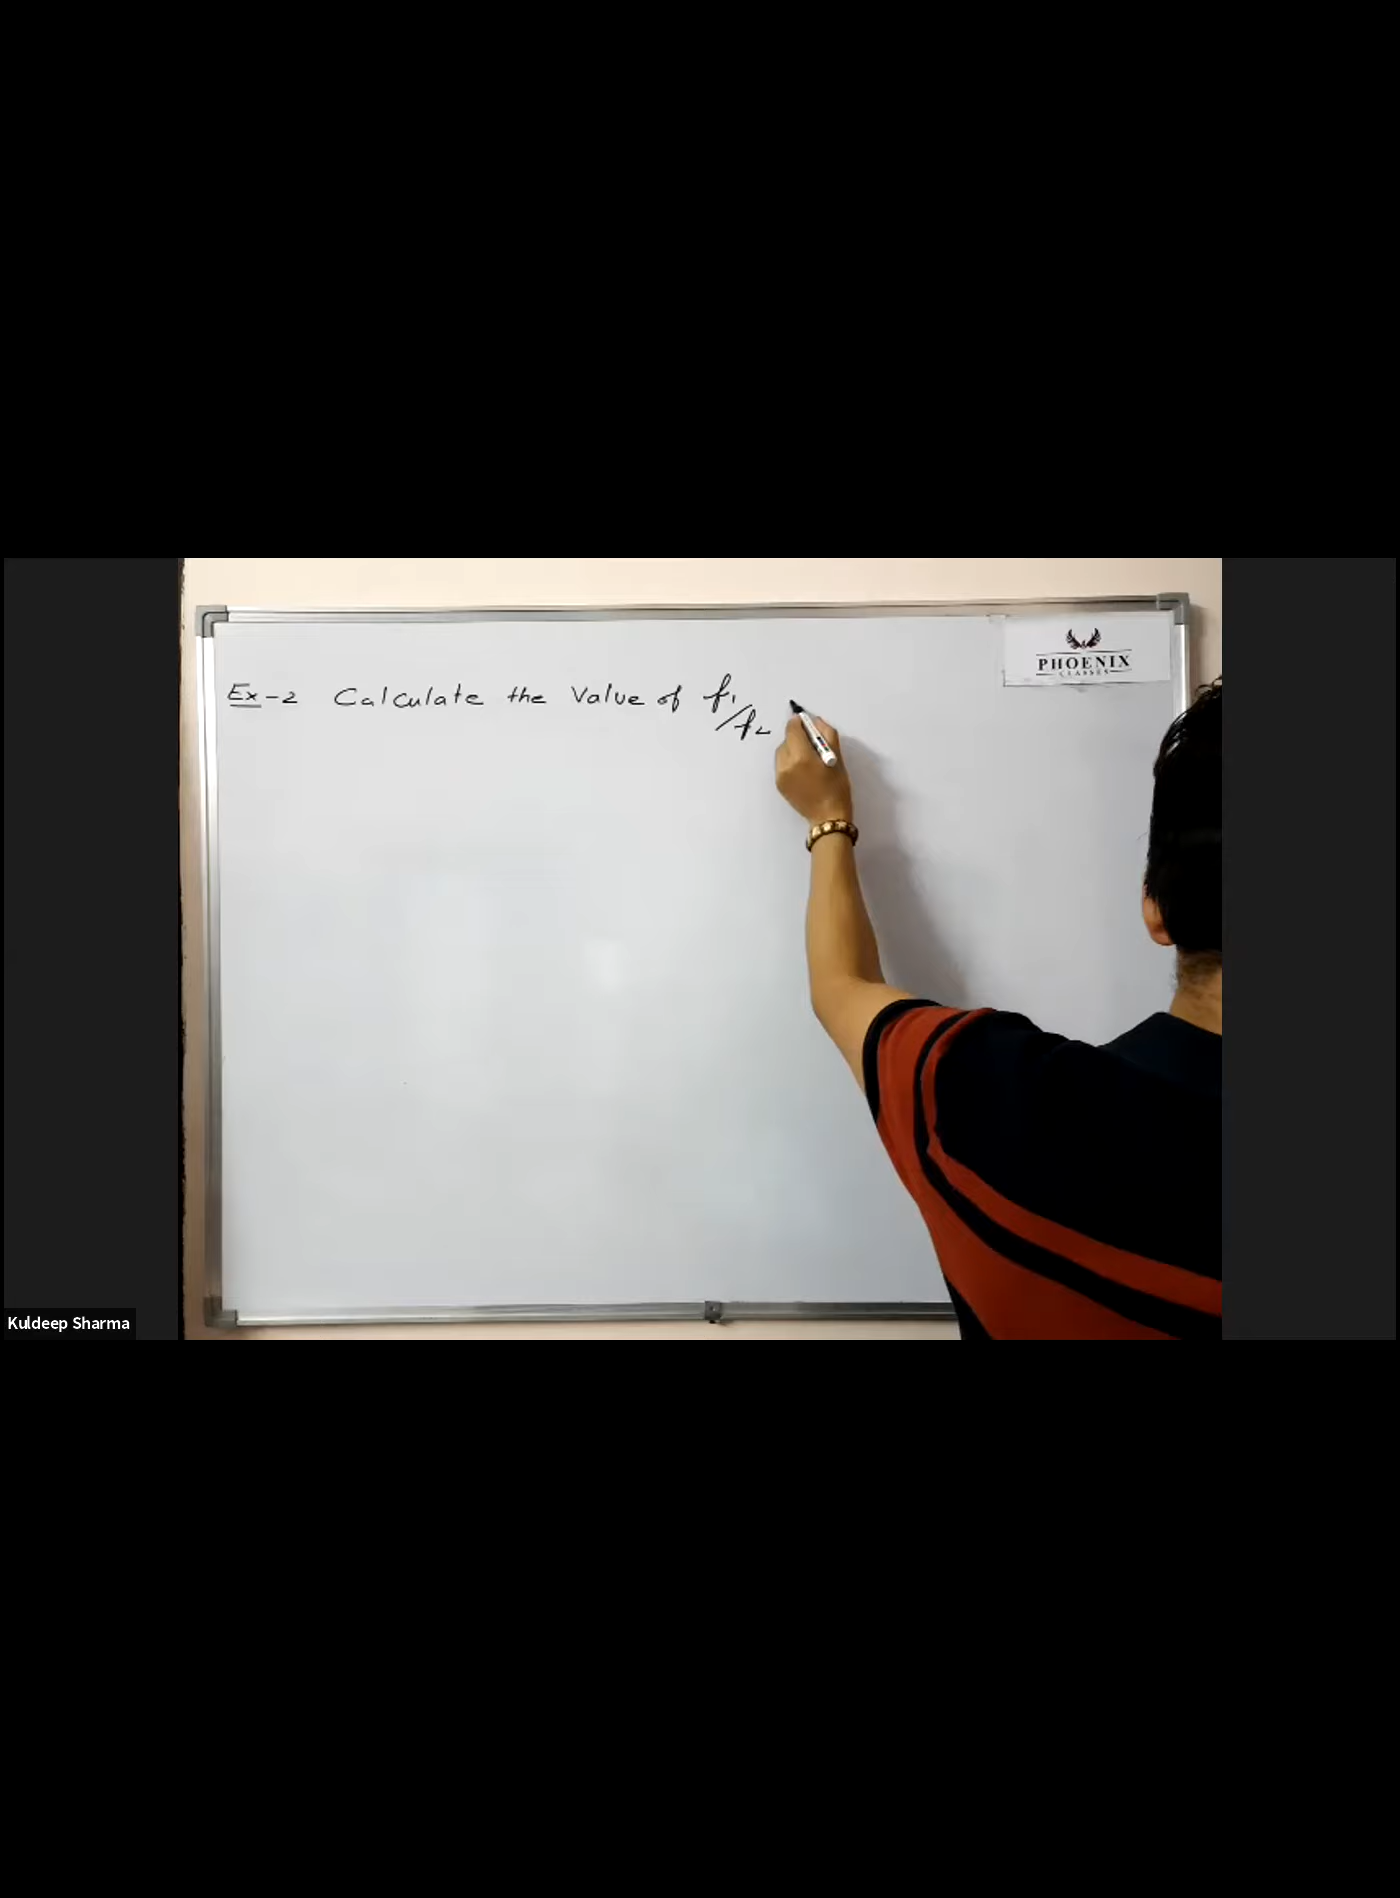 PHOENIX
CLASSES
Ex-2 Calculate the Value of f₁/f₂
Kuldeep Sharma